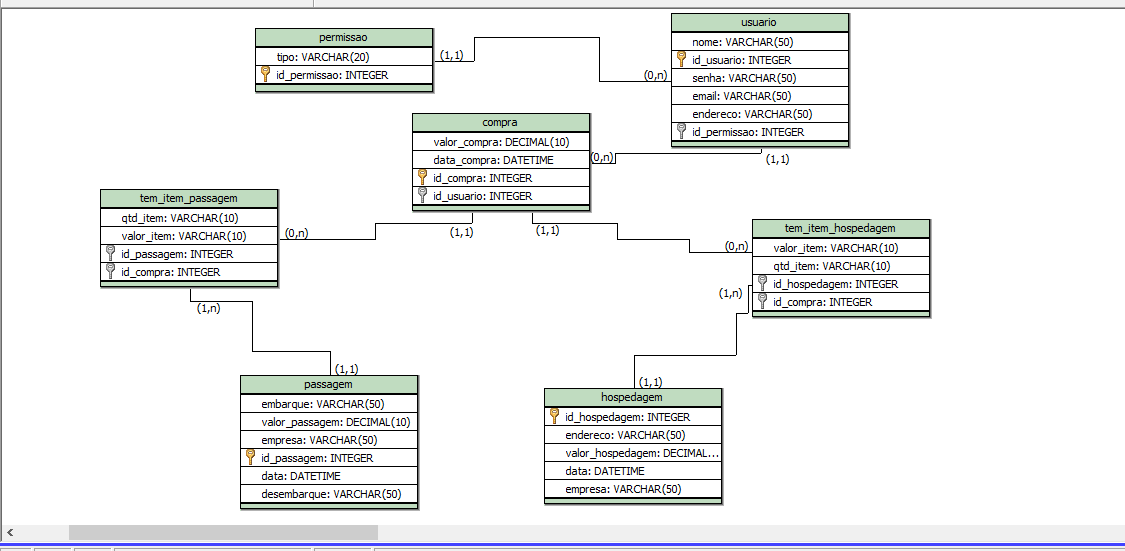 permissao
tipo: VARCHAR(20)
id_permissao: INTEGER
(1,1)
(0,n)
usuario
nome: VARCHAR(50)
id_usuario: INTEGER
senha: VARCHAR(50)
email: VARCHAR(50)
endereco: VARCHAR(50)
id_permissao: INTEGER
(1,1)
compra
valor_compra: DECIMAL(10)
data_compra: DATETIME
id_compra: INTEGER
id_usuario: INTEGER
(0,n)
(1,1)
(1,1)
tem_item_passagem
qtd_item: VARCHAR(10)
valor_item: VARCHAR(10)
id_passagem: INTEGER
id_compra: INTEGER
(0,n)
(1,n)
tem_item_hospedagem
valor_item: VARCHAR(10)
qtd_item: VARCHAR(10)
id_hospedagem: INTEGER
id_compra: INTEGER
(0,n)
(1,n)
(1,1)
passagem
embarque: VARCHAR(50)
valor_passagem: DECIMAL(10)
empresa: VARCHAR(50)
id_passagem: INTEGER
data: DATETIME
desembarque: VARCHAR(50)
(1,1)
hospedagem
id_hospedagem: INTEGER
endereco: VARCHAR(50)
valor_hospedagem: DECIMAL...
data: DATETIME
empresa: VARCHAR(50)